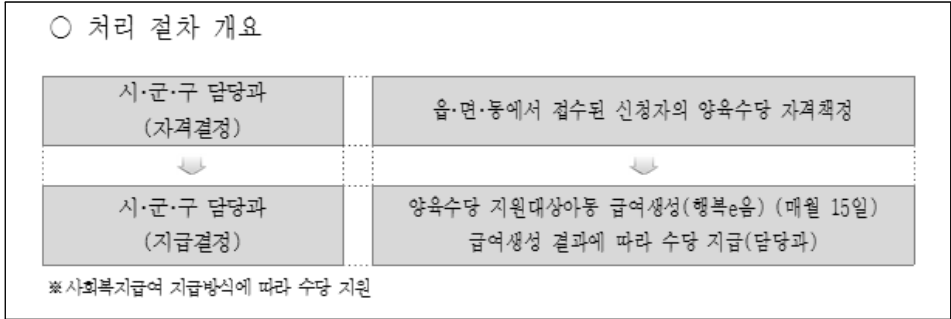 ○ 처리 절차 개요
시·군·구 담당과
(자격결정)
읍·면·동에서 접수된 신청자의 양육수당 자격책정
시·군·구 담당과
(지급결정)
양육수당 지원대상아동 급여생성(행복e음) (매월 15일)
급여생성 결과에 따라 수당 지급(담당과)
※사회복지급여 지급방식에 따라 수당 지원